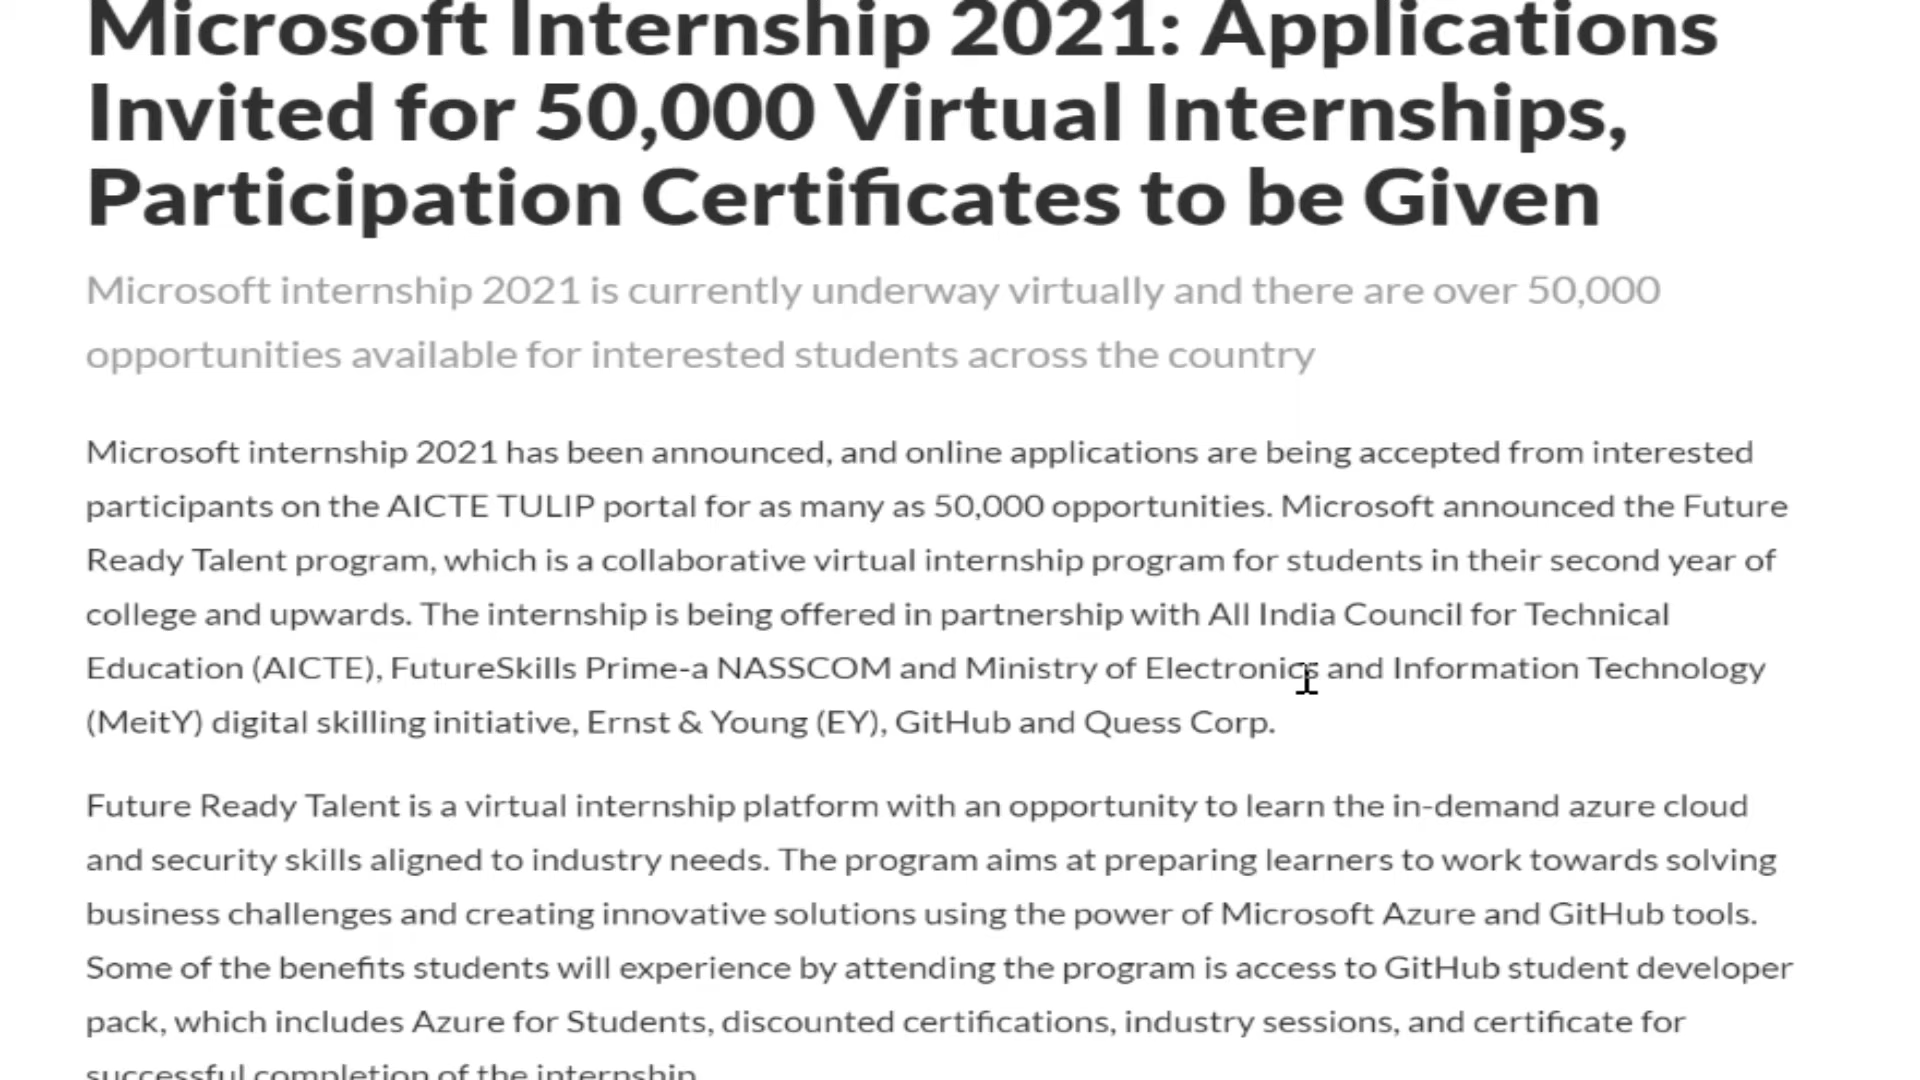 Microsoft Internship 2021: Applications
Invited for 50,000 Virtual Internships,
Participation Certificates to be Given
Microsoft internship 2021 is currently underway virtually and there are over 50,000
opportunities available for interested students across the country
Microsoft internship 2021 has been announced, and online applications are being accepted from interested
participants on the AICTE TULIP portal for as many as 50,000 opportunities. Microsoft announced the Future
Ready Talent program, which is a collaborative virtual internship program for students in their second year of
college and upwards. The internship is being offered in partnership with All India Council for Technical
Education (AICTE), FutureSkills Prime-a NASSCOM and Ministry of Electronics and Information Technology
(MeitY) digital skilling initiative, Ernst & Young (EY), GitHub and Quess Corp.
Future Ready Talent is a virtual internship platform with an opportunity to learn the in-demand azure cloud
and security skills aligned to industry needs. The program aims at preparing learners to work towards solving
business challenges and creating innovative solutions using the power of Microsoft Azure and GitHub tools.
Some of the benefits students will experience by attending the program is access to GitHub student developer
pack, which includes Azure for Students, discounted certifications, industry sessions, and certificate for
successful completion of the internship.